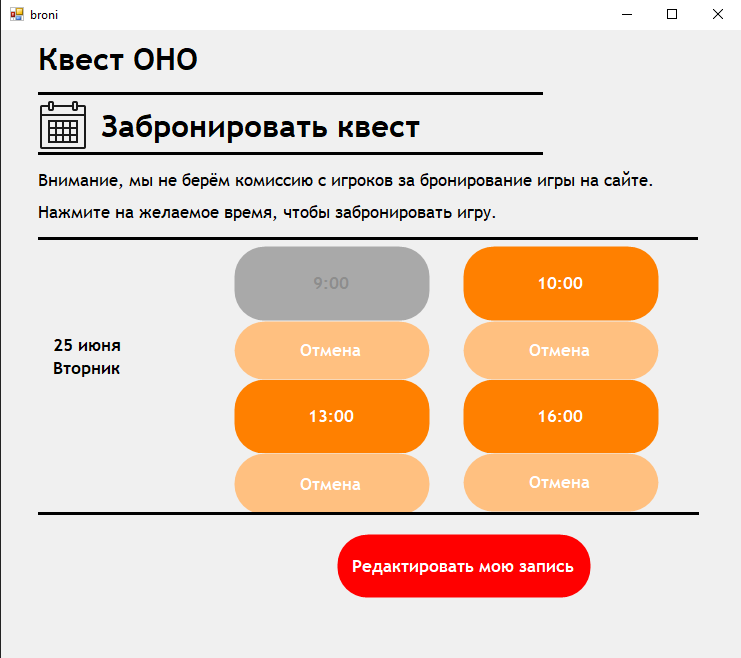 broni
Квест ОНО
Забронировать квест
Внимание, мы не берём комиссию с игроков за бронирование игры на сайте.
Нажмите на желаемое время, чтобы забронировать игру.
9:00
10:00
Отмена
Отмена
25 июня
Вторник
13:00
16:00
Отмена
Отмена
Редактировать мою запись